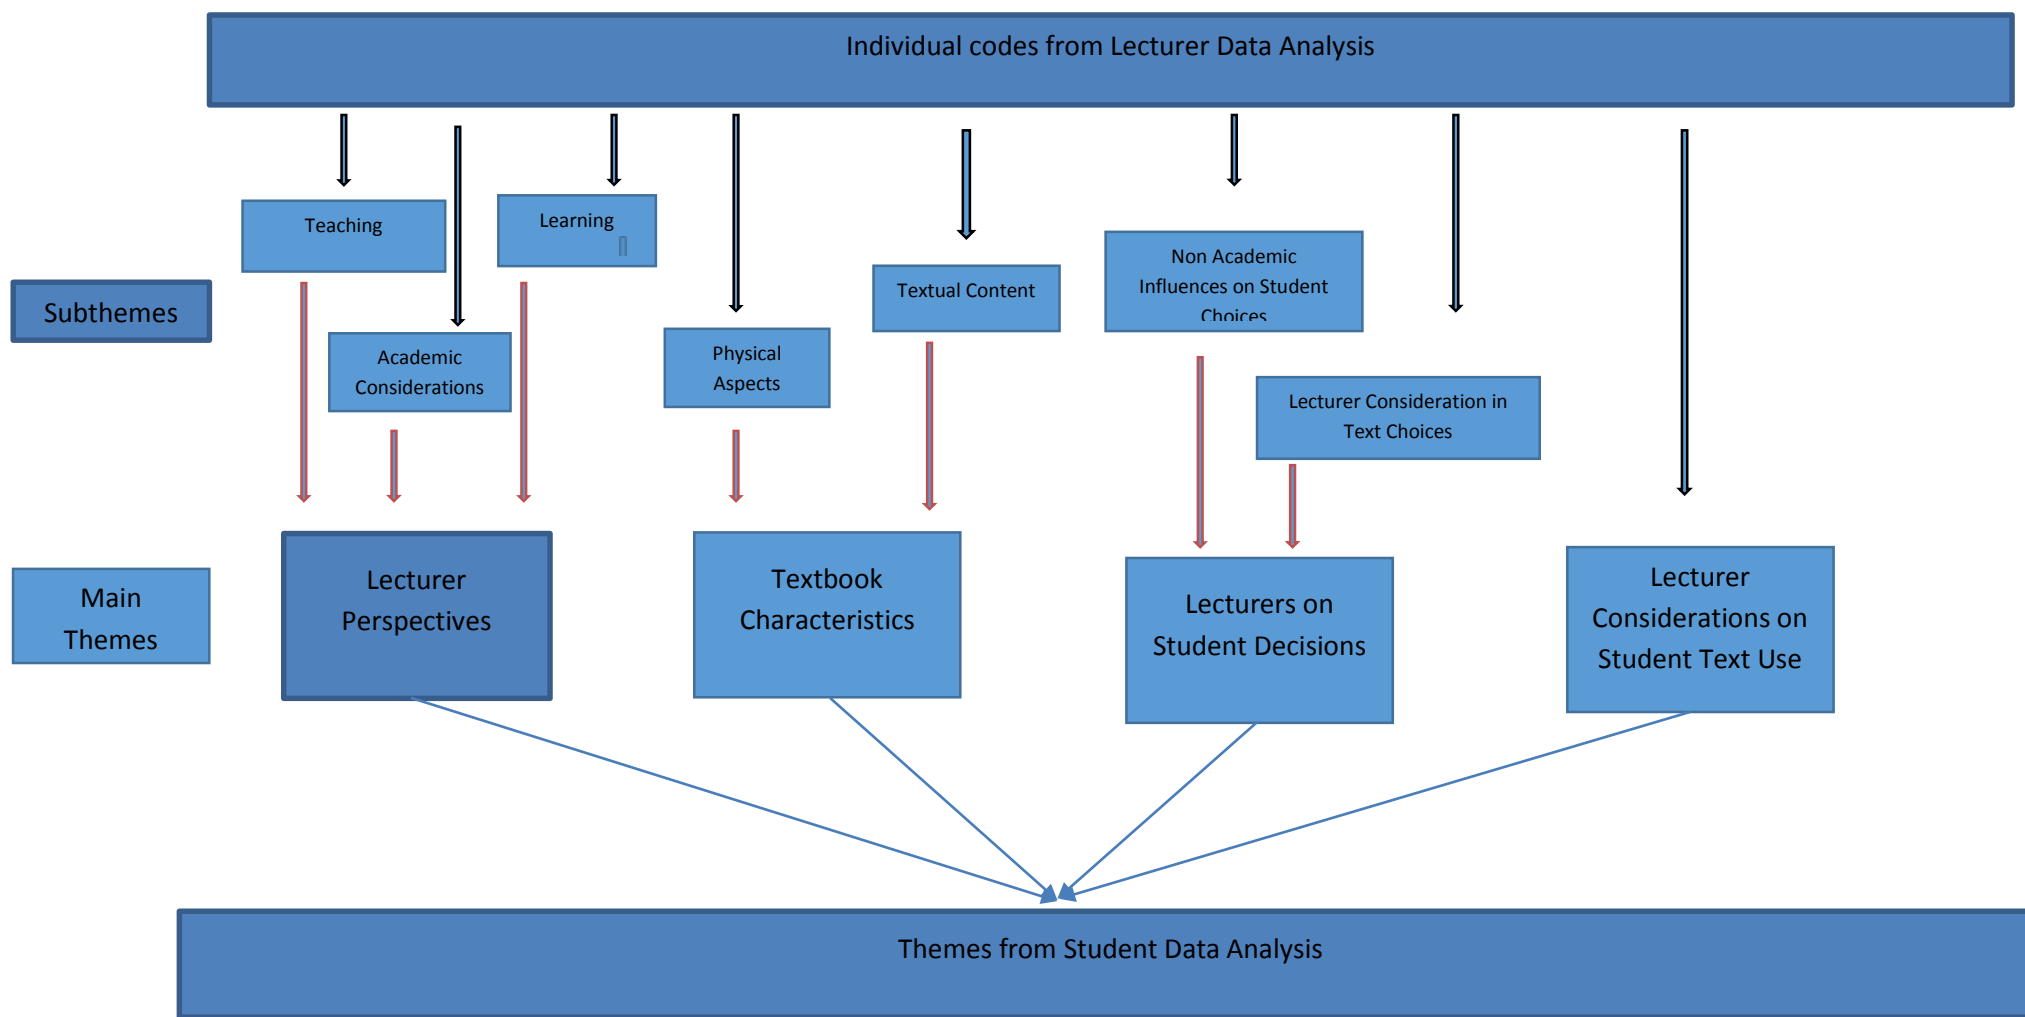 Individual codes from Lecturer Data Analysis
Teaching
Learning
Non Academic
Influences on Student
Choices
Textual Content
Subthemes
Academic
Considerations
Physical
Aspects
Lecturer Consideration in
Text Choices
Main
Themes
Lecturer
Perspectives
Textbook
Characteristics
Lecturers on
Student Decisions
Lecturer
Considerations on
Student Text Use
Themes from Student Data Analysis